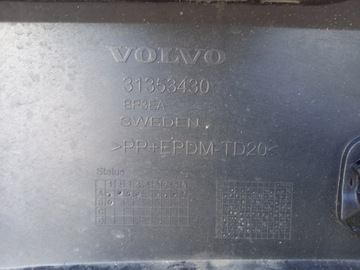 VOLVO
31353430
SWEDEN
>PP+EPDM-TD20<
Status